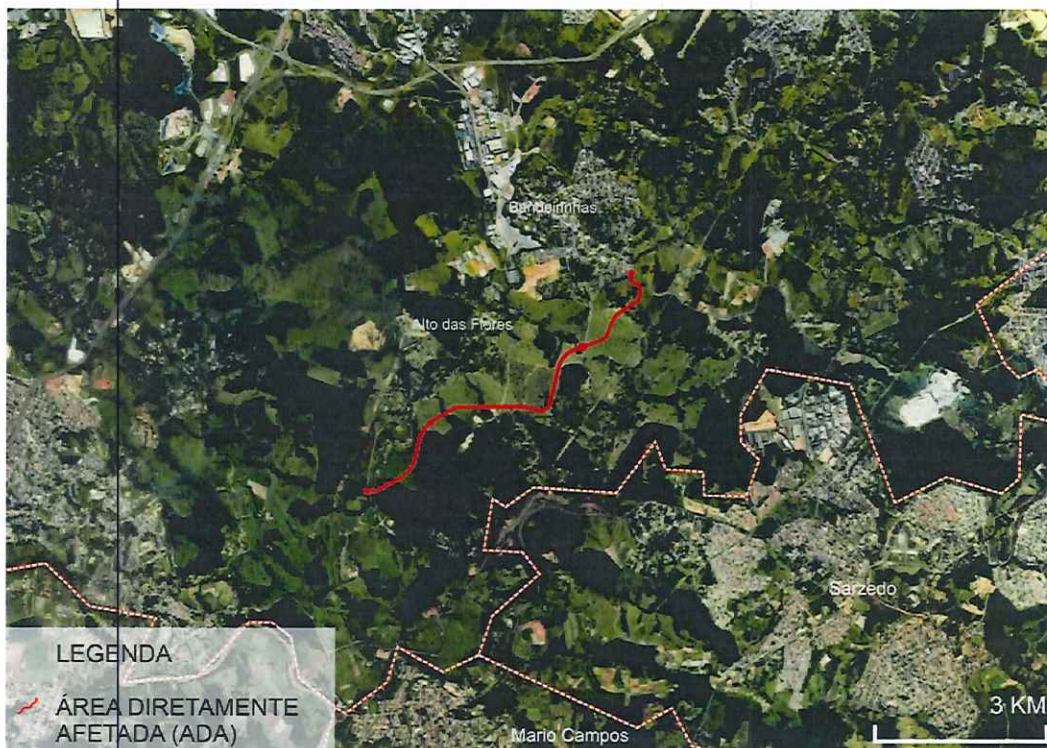 Bandeirinhas
Alto das Flores
Sarzedo
LEGENDA
ÁREA DIRETAMENTE
AFETADA (ADA)
3 KM
Mario Campos